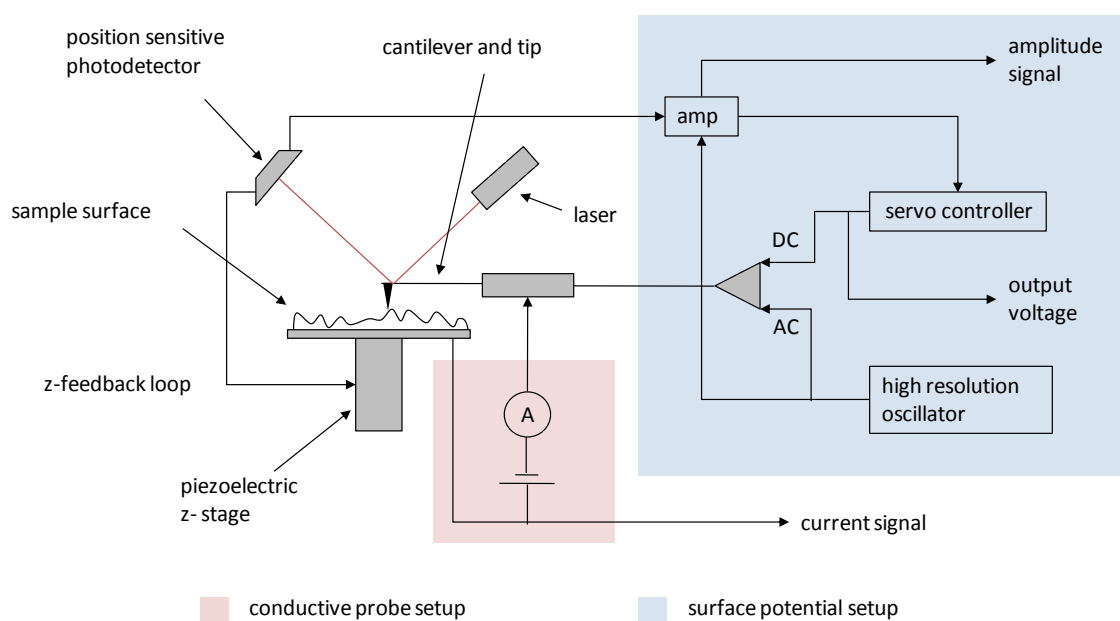 position sensitive
photodetector
cantilever and tip
amplitude
signal
amp
sample surface
laser
servo controller
DC
output
voltage
AC
z-feedback loop
high resolution
oscillator
A
piezoelectric
z- stage
current signal
conductive probe setup
surface potential setup